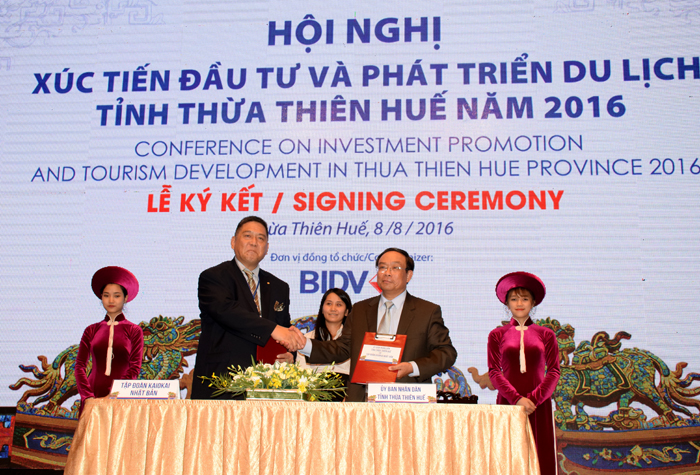 HỘI NGHỊ
XÚC TIẾN ĐẦU TƯ VÀ PHÁT TRIỂN DU LỊCH
TỈNH THỪA THIÊN HUẾ NĂM 2016
CONFERENCE ON INVESTMENT PROMOTION
AND TOURISM DEVELOPMENT IN THUA THIEN HUE PROVINCE 2016
LỄ KÝ KẾT / SIGNING CEREMONY
Thiên Huế, 8/8/2016
Đơn vị đồng tổ chức/
BIDV
TẬP ĐOÀN KAIOKAI
NHẬT BẢN
ỦY BAN NHÂN DÂN
TỈNH THỪA THIÊN HUẾ